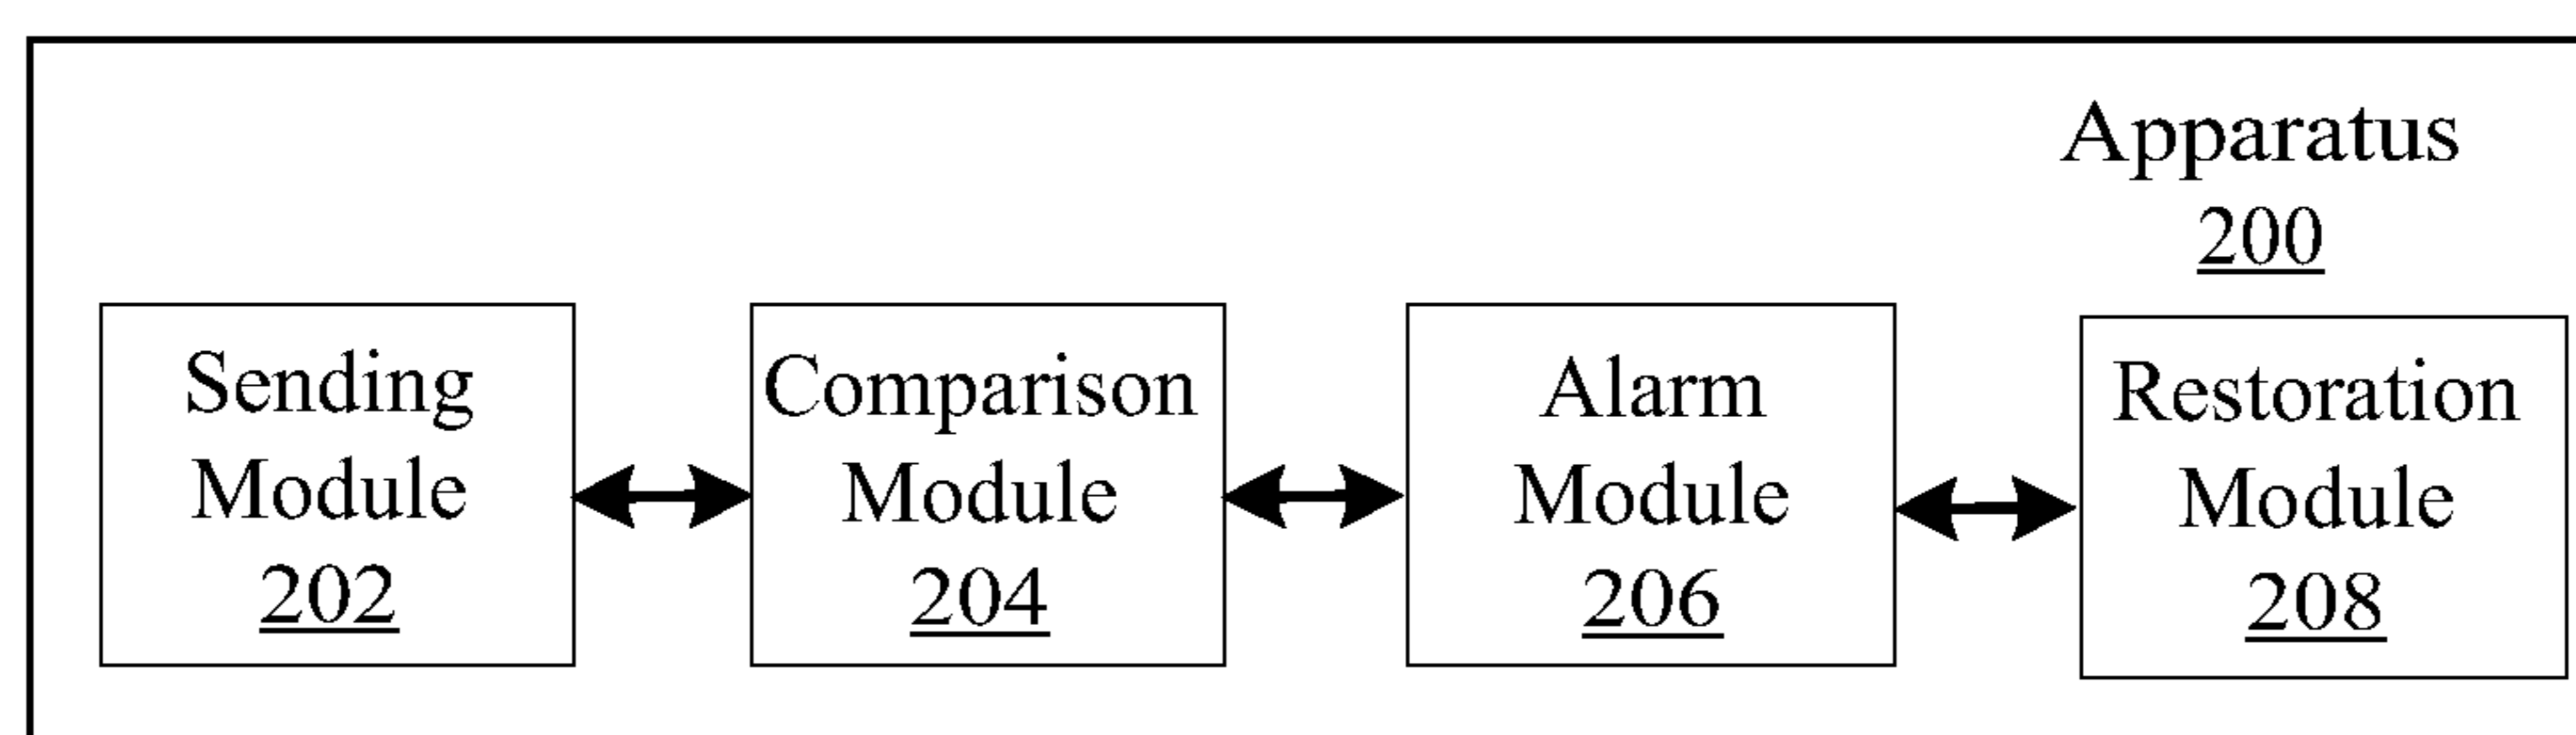 Apparatus
200
Sending
Module
202
Comparison
Module
204
Alarm
Module
206
Restoration
Module
208